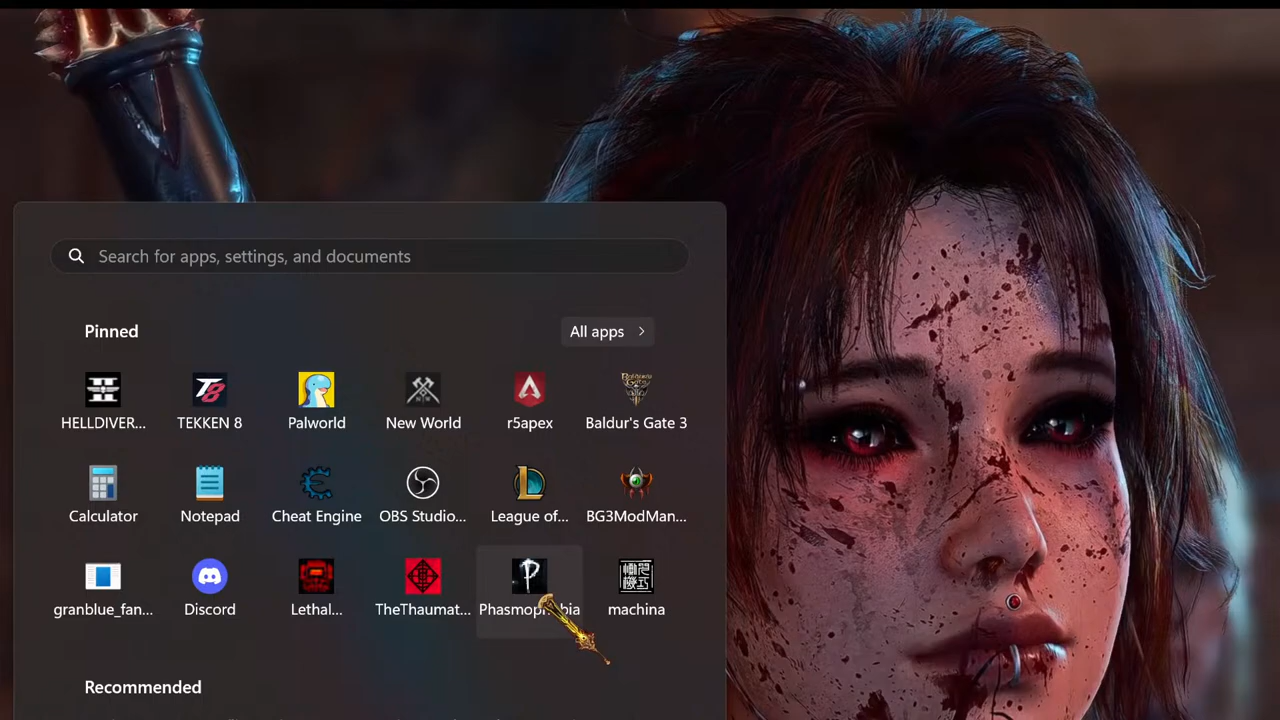 Search for apps, settings, and documents
Pinned
All apps
HELLDIVER...
TEKKEN 8
Palworld
New World
r5apex
Baldur's Gate 3
Calculator
Notepad
Cheat Engine
OBS Studio...
League of...
BG3ModMan...
granblue_fan...
Discord
Lethal...
TheThaumat...
Phasmophobia
machina
Recommended